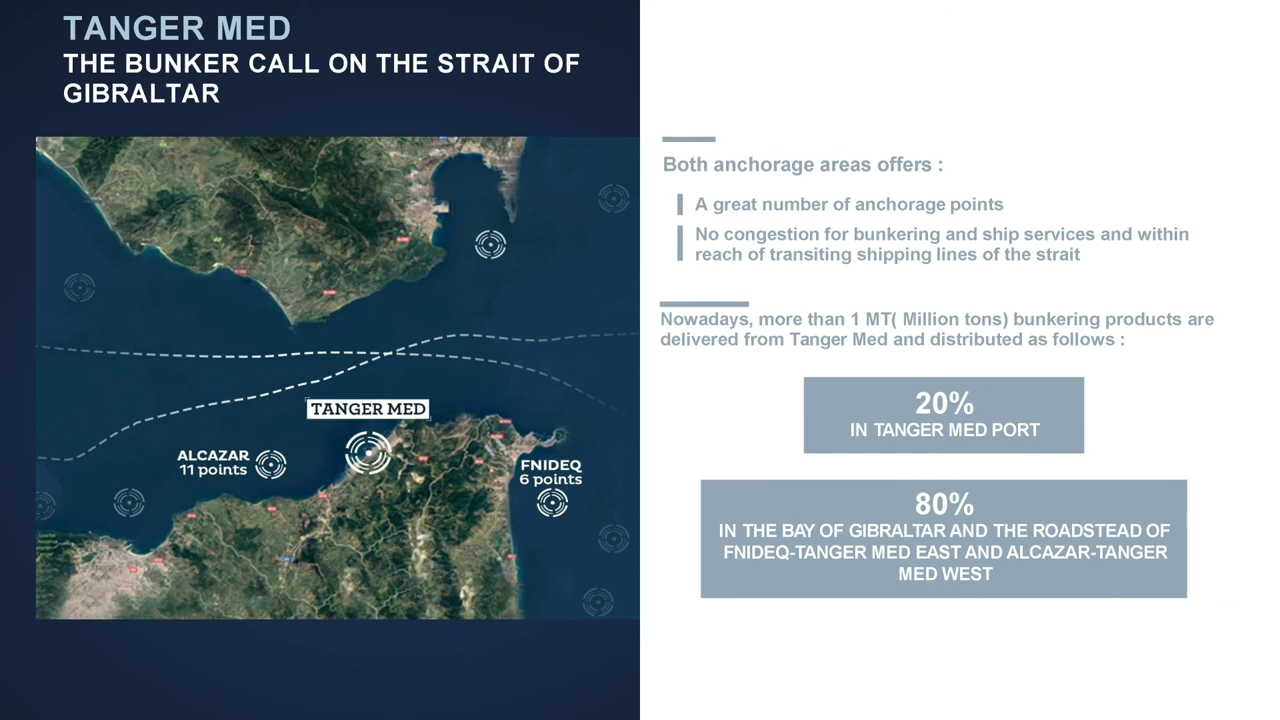 TANGER MED
THE BUNKER CALL ON THE STRAIT OF
GIBRALTAR
TANGER MED
ALCAZAR
11 points
FNIDEQ
6 points
Both anchorage areas offers :
A great number of anchorage points
No congestion for bunkering and ship services and within
reach of transiting shipping lines of the strait
Nowadays, more than 1 MT( Million tons) bunkering products are
delivered from Tanger Med and distributed as follows :
20%
IN TANGER MED PORT
80%
IN THE BAY OF GIBRALTAR AND THE ROADSTEAD OF
FNIDEQ-TANGER MED EAST AND ALCAZAR-TANGER
MED WEST